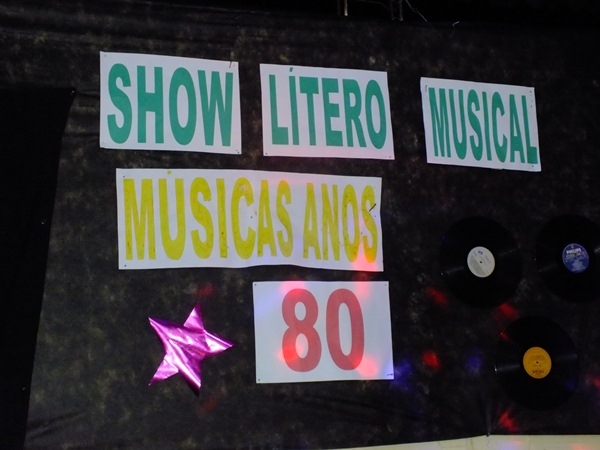 SHOW LÍTERO MUSICAL
MÚSICAS ANOS
80